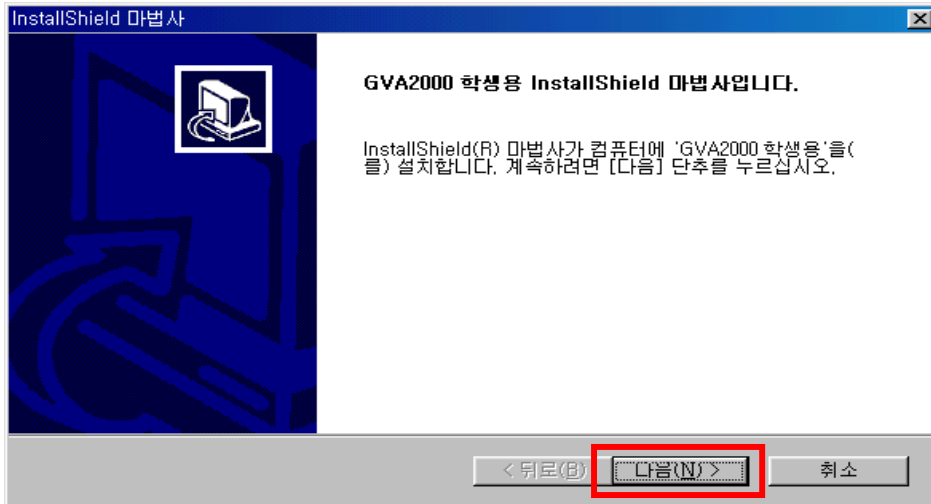 InstallShield 마법사
GVA2000 학생용 InstallShield 마법사입니다.
InstallShield(R) 마법사가 컴퓨터에 'GVA2000 학생용'을(
를) 설치합니다. 계속하려면 [다음] 단추를 누르십시오.
< 뒤로(B) 다음(N) > 취소